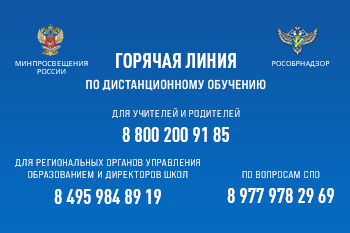 ГОРЯЧАЯ ЛИНИЯ
МИНПРОСВЕЩЕНИЯ
РОССИИ
РОСОБРНАДЗОР
ПО ДИСТАНЦИОННОМУ ОБУЧЕНИЮ
ДЛЯ УЧИТЕЛЕЙ И РОДИТЕЛЕЙ
8 800 200 91 85
ДЛЯ РЕГИОНАЛЬНЫХ ОРГАНОВ УПРАВЛЕНИЯ
ОБРАЗОВАНИЕМ И ДИРЕКТОРОВ ШКОЛ
8 495 984 89 19
ПО ВОПРОСАМ СПО
8 977 978 29 69